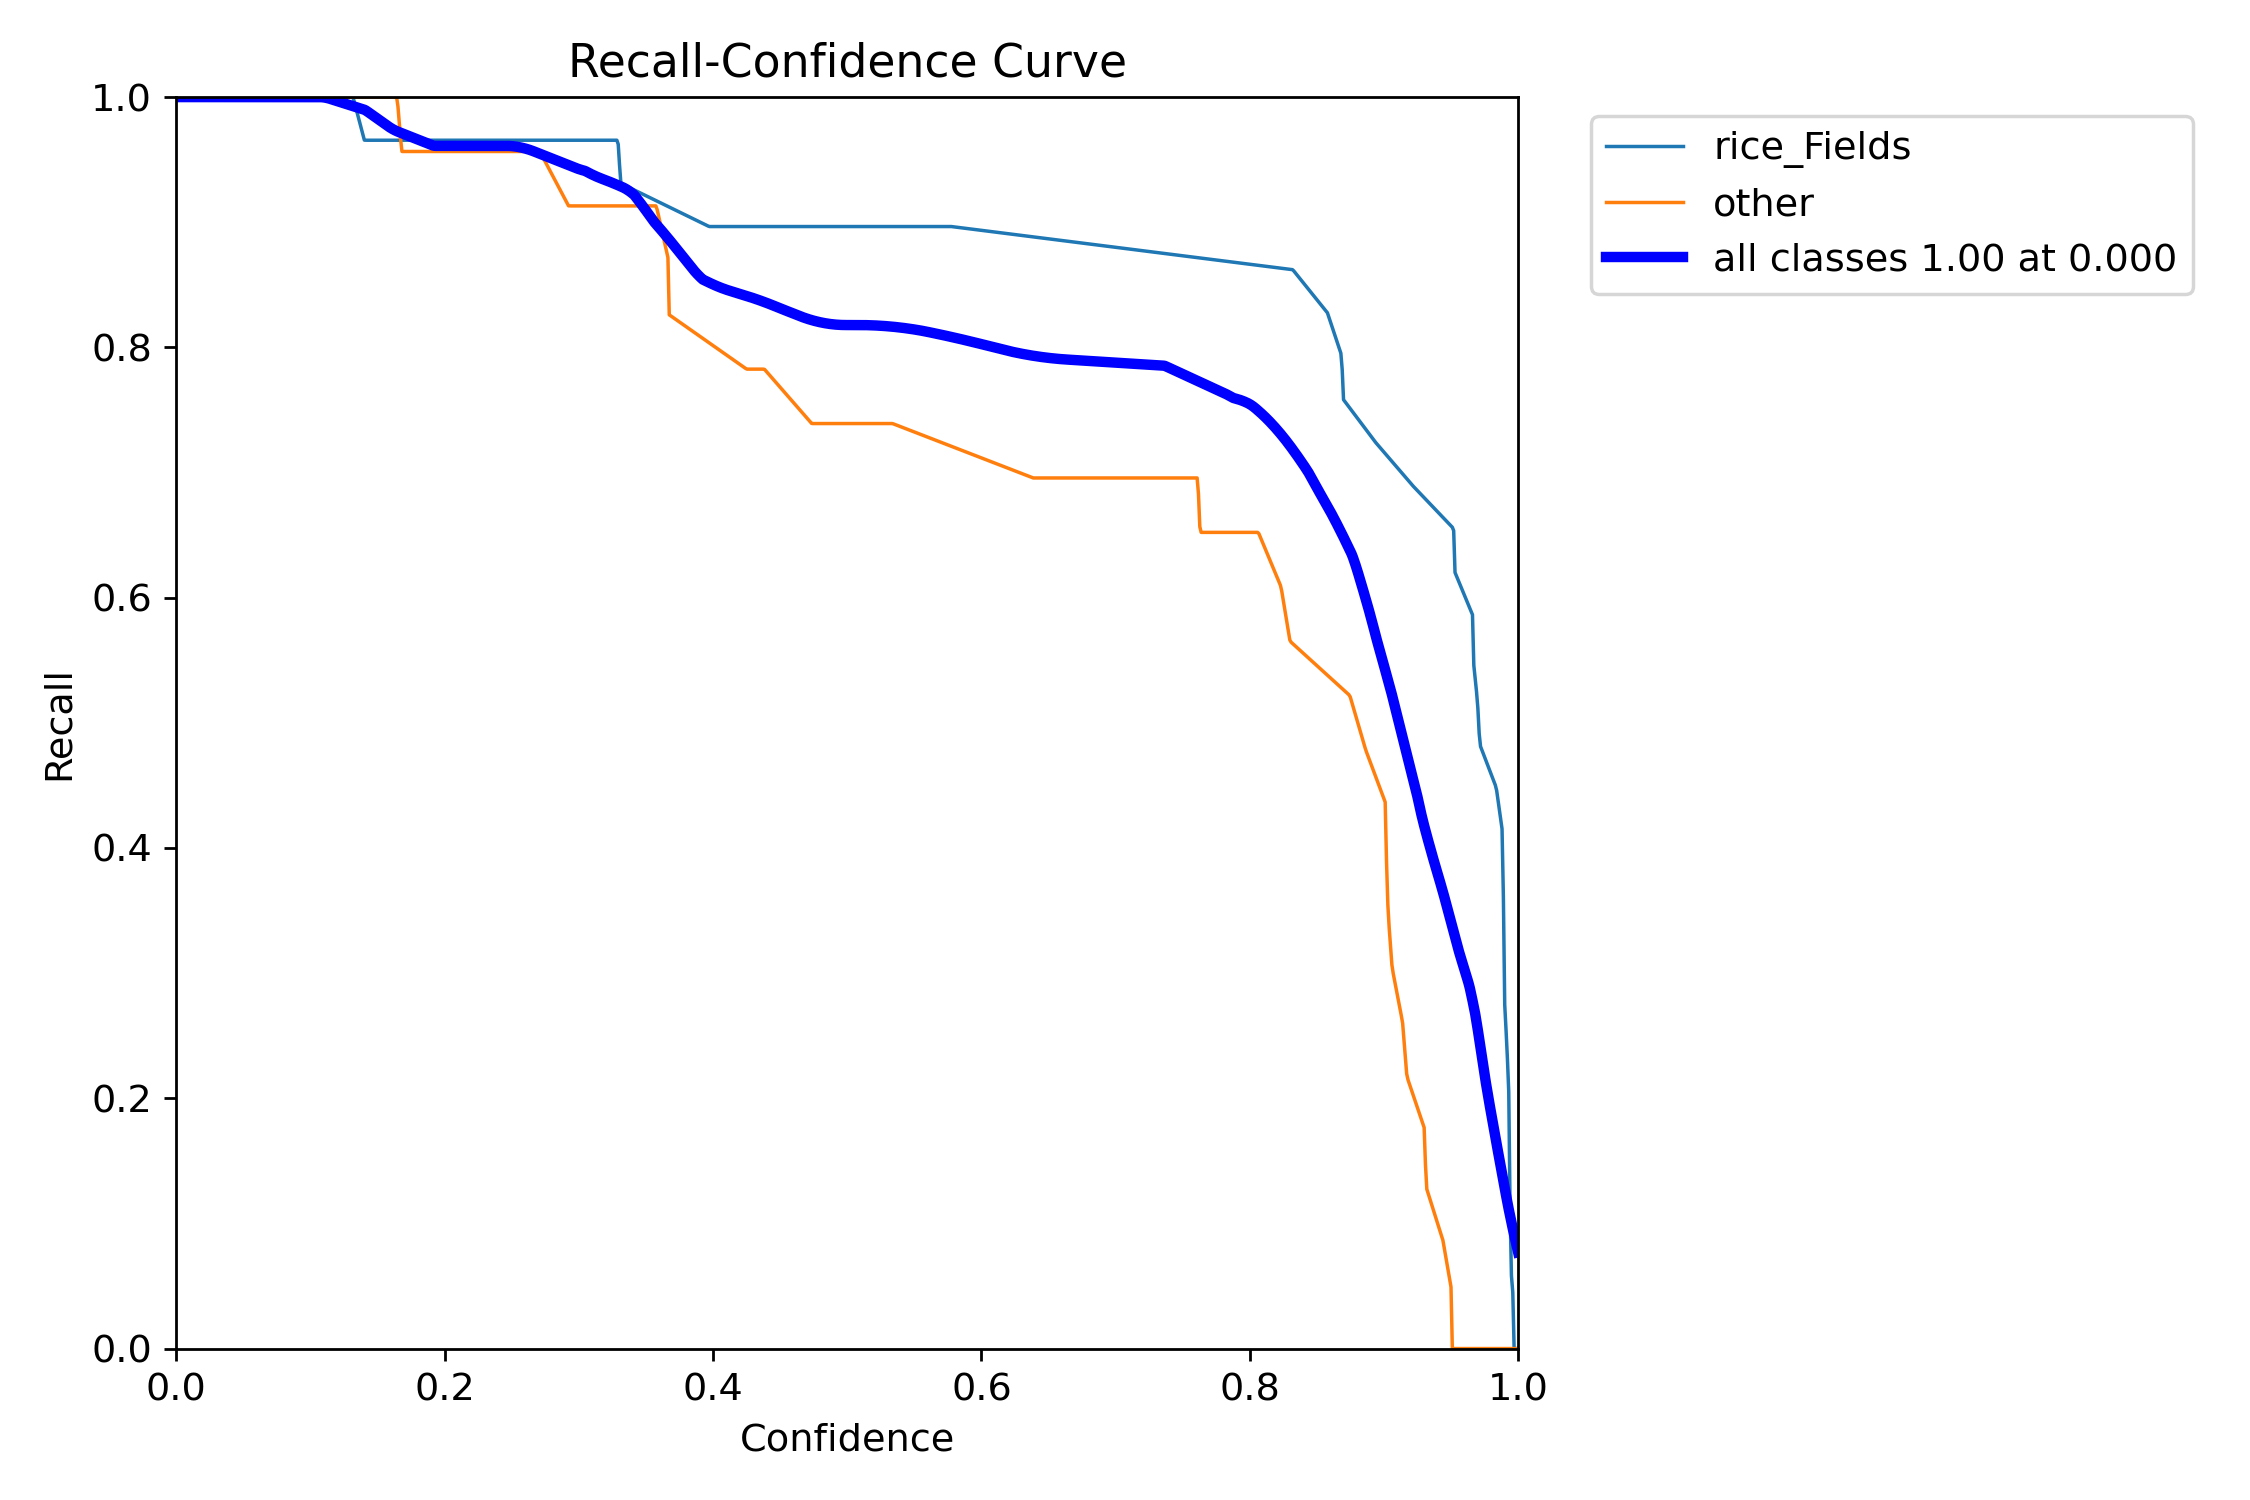 Recall-Confidence Curve
1.0
0.8
0.6
0.4
0.2
0.0
Recall
0.0 0.2 0.4 0.6 0.8 1.0
Confidence
rice_Fields
other
all classes 1.00 at 0.000